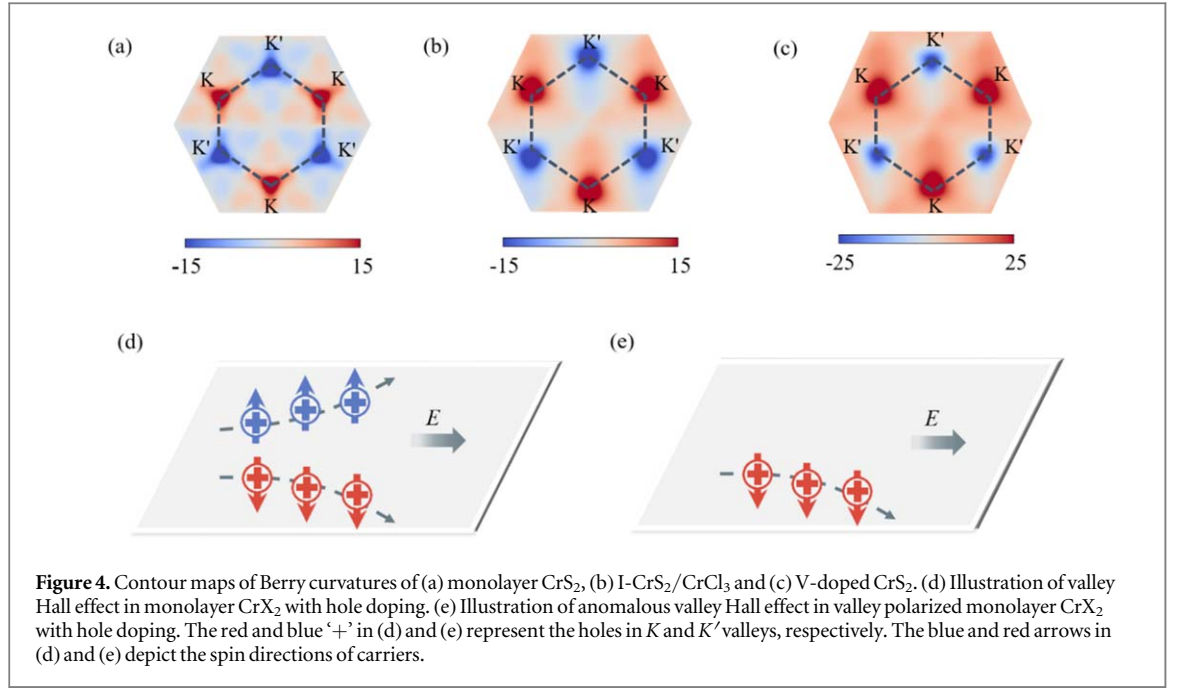 (a)
K'
K
K
K'
K'
K
-15
15
(b)
K'
K
K
K'
K'
K
-15
15
(c)
K'
K
K
K'
K'
K
-25
25
(d)
E
(e)
E
Figure 4. Contour maps of Berry curvatures of (a) monolayer CrS₂, (b) I-CrS₂/CrCl₃ and (c) V-doped CrS₂. (d) Illustration of valley
Hall effect in monolayer CrX₂ with hole doping. (e) Illustration of anomalous valley Hall effect in valley polarized monolayer CrX₂
with hole doping. The red and blue ‘+’ in (d) and (e) represent the holes in K and K′ valleys, respectively. The blue and red arrows in
(d) and (e) depict the spin directions of carriers.